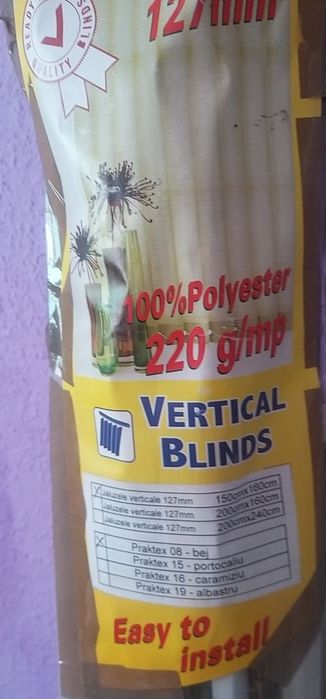 READY
BLINDS
QUALITY
127mm
100%Polyester
220 g/mp
VERTICAL
BLINDS
X Jaluzele verticale 127mm 150cmx160cm
Jaluzele verticale 127mm 200cmx160cm
Jaluzele verticale 127mm 200cmx240cm
X Praktex 08 - bej
Praktex 15 - portocaliu
Praktex 16 - caramiziu
Praktex 19 - albastru
Easy to
install